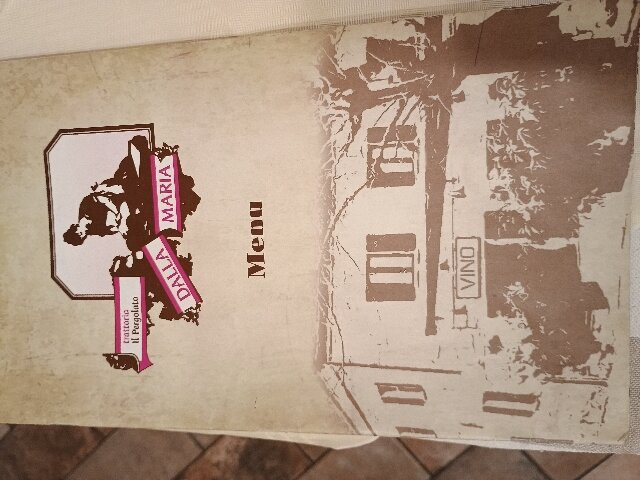 trattoria
Il Pergolato
DALLA
MARIA
Menu
VINO